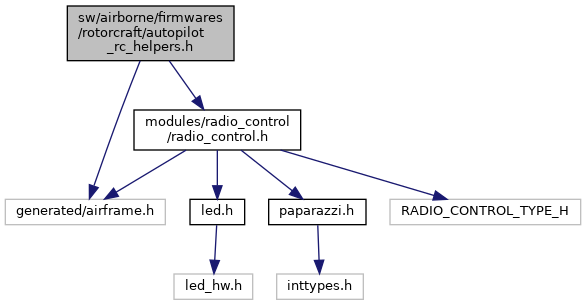 sw/airborne/firmwares
/rotorcraft/autopilot
_rc_helpers.h
modules/radio_control
/radio_control.h
generated/airframe.h
led.h
paparazzi.h
RADIO_CONTROL_TYPE_H
led_hw.h
inttypes.h